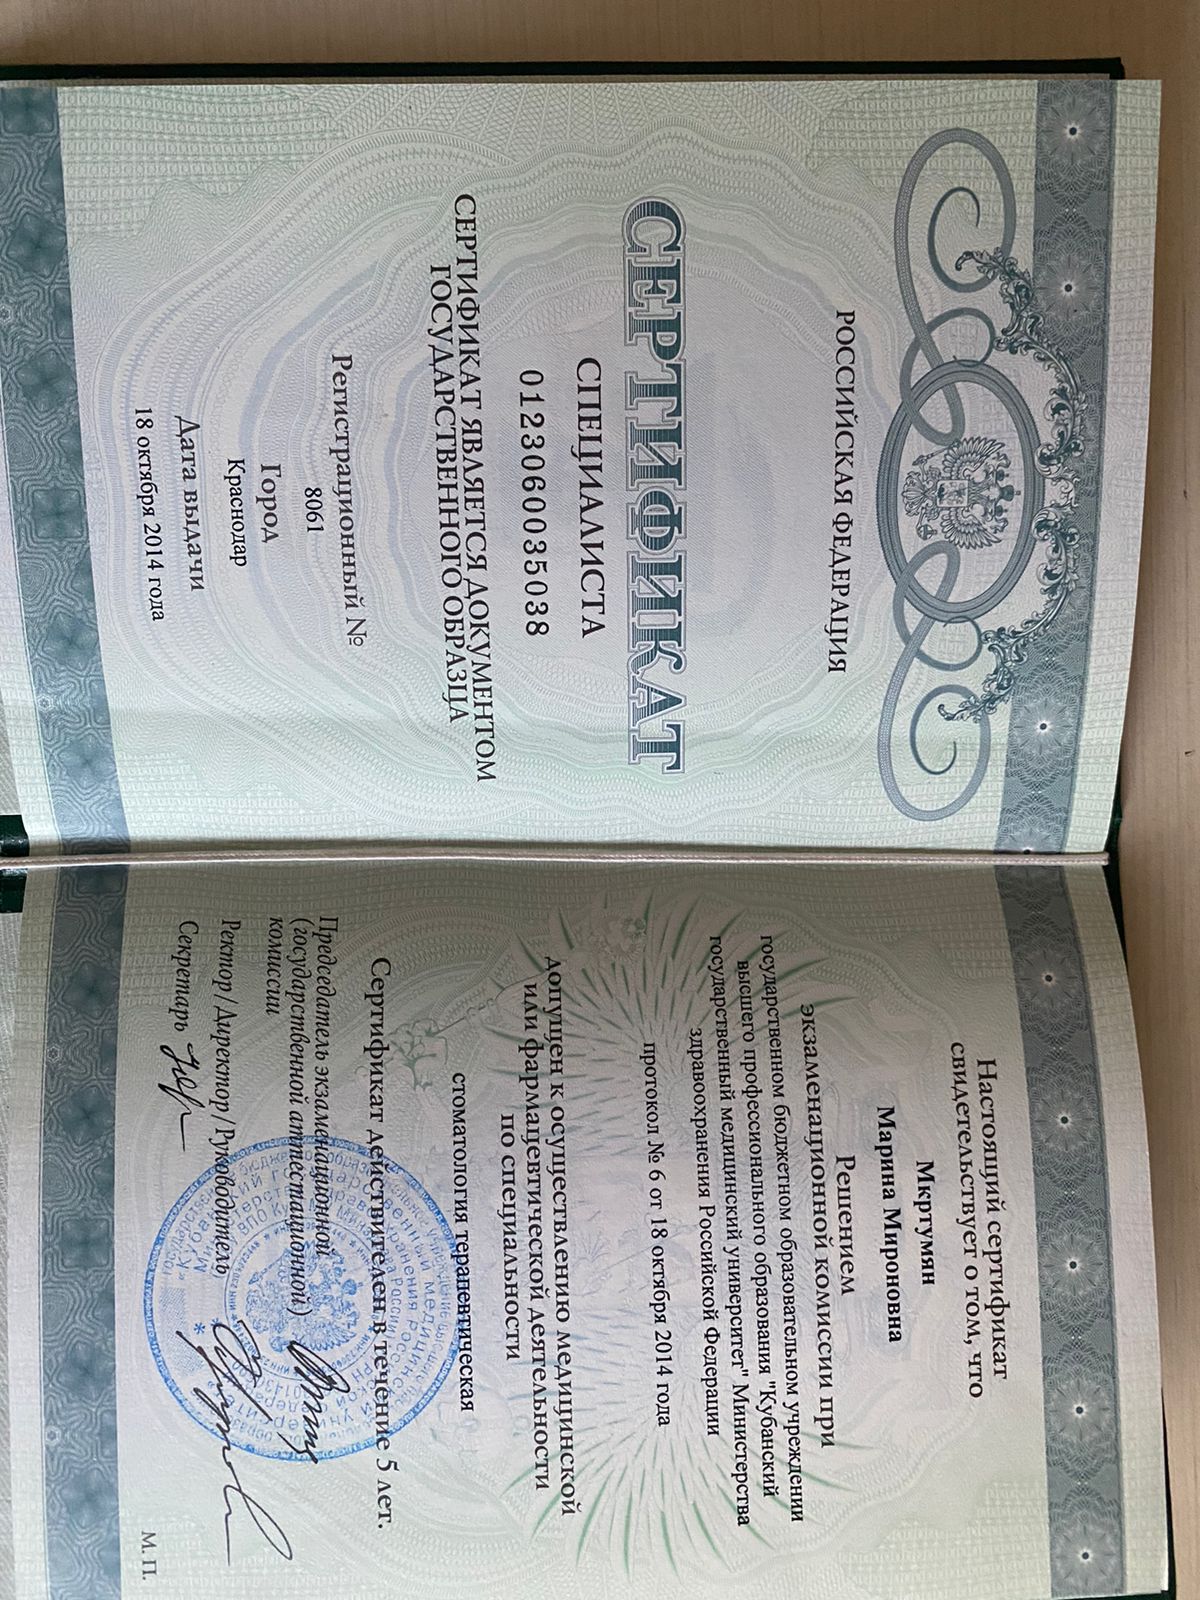 РОССИЙСКАЯ ФЕДЕРАЦИЯ
СЕРТИФИКАТ
СПЕЦИАЛИСТА
0123060035038
СЕРТИФИКАТ ЯВЛЯЕТСЯ ДОКУМЕНТОМ
ГОСУДАРСТВЕННОГО ОБРАЗЦА
Регистрационный №
8061
Город
Краснодар
Дата выдачи
18 октября 2014 года
Настоящий сертификат
свидетельствует о том, что
Мкртумян
Марина Мироновна
Решением
экзаменационной комиссии при
государственном бюджетном образовательном учреждении
высшего профессионального образования "Кубанский
государственный медицинский университет" Министерства
здравоохранения Российской Федерации
протокол № 6 от 18 октября 2014 года
допущен к осуществлению медицинской
или фармацевтической деятельности
по специальности
стоматология терапевтическая
Сертификат действителен в течение 5 лет.
Председатель экзаменационной
(государственной аттестационной)
комиссии
Ректор/Директор/Руководитель
Секретарь
М. П.